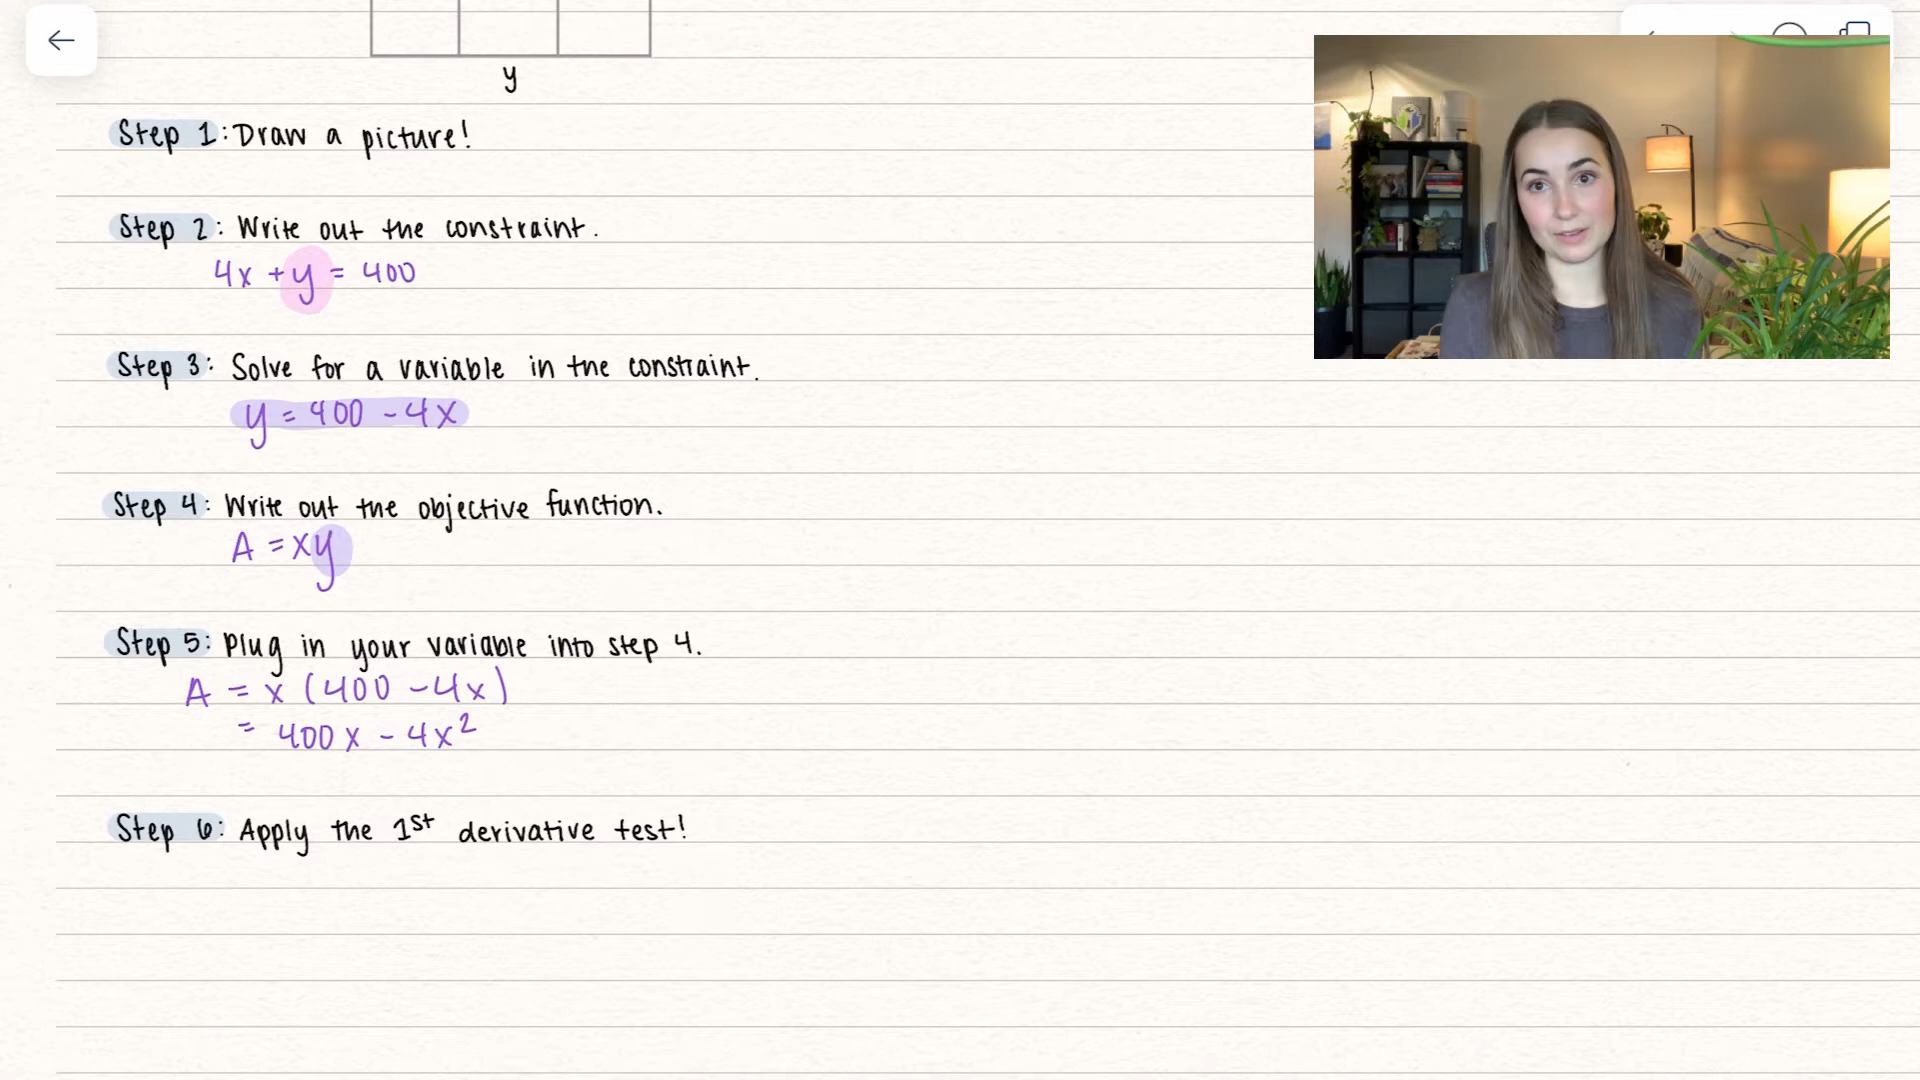 y
Step 1: Draw a picture!
Step 2: Write out the constraint.
4x + y = 400
Step 3: Solve for a variable in the constraint.
y = 400 - 4x
Step 4: Write out the objective function.
A = xy
Step 5: Plug in your variable into step 4.
A = x (400 - 4x)
= 400x - 4x²
Step 6: Apply the 1st derivative test!